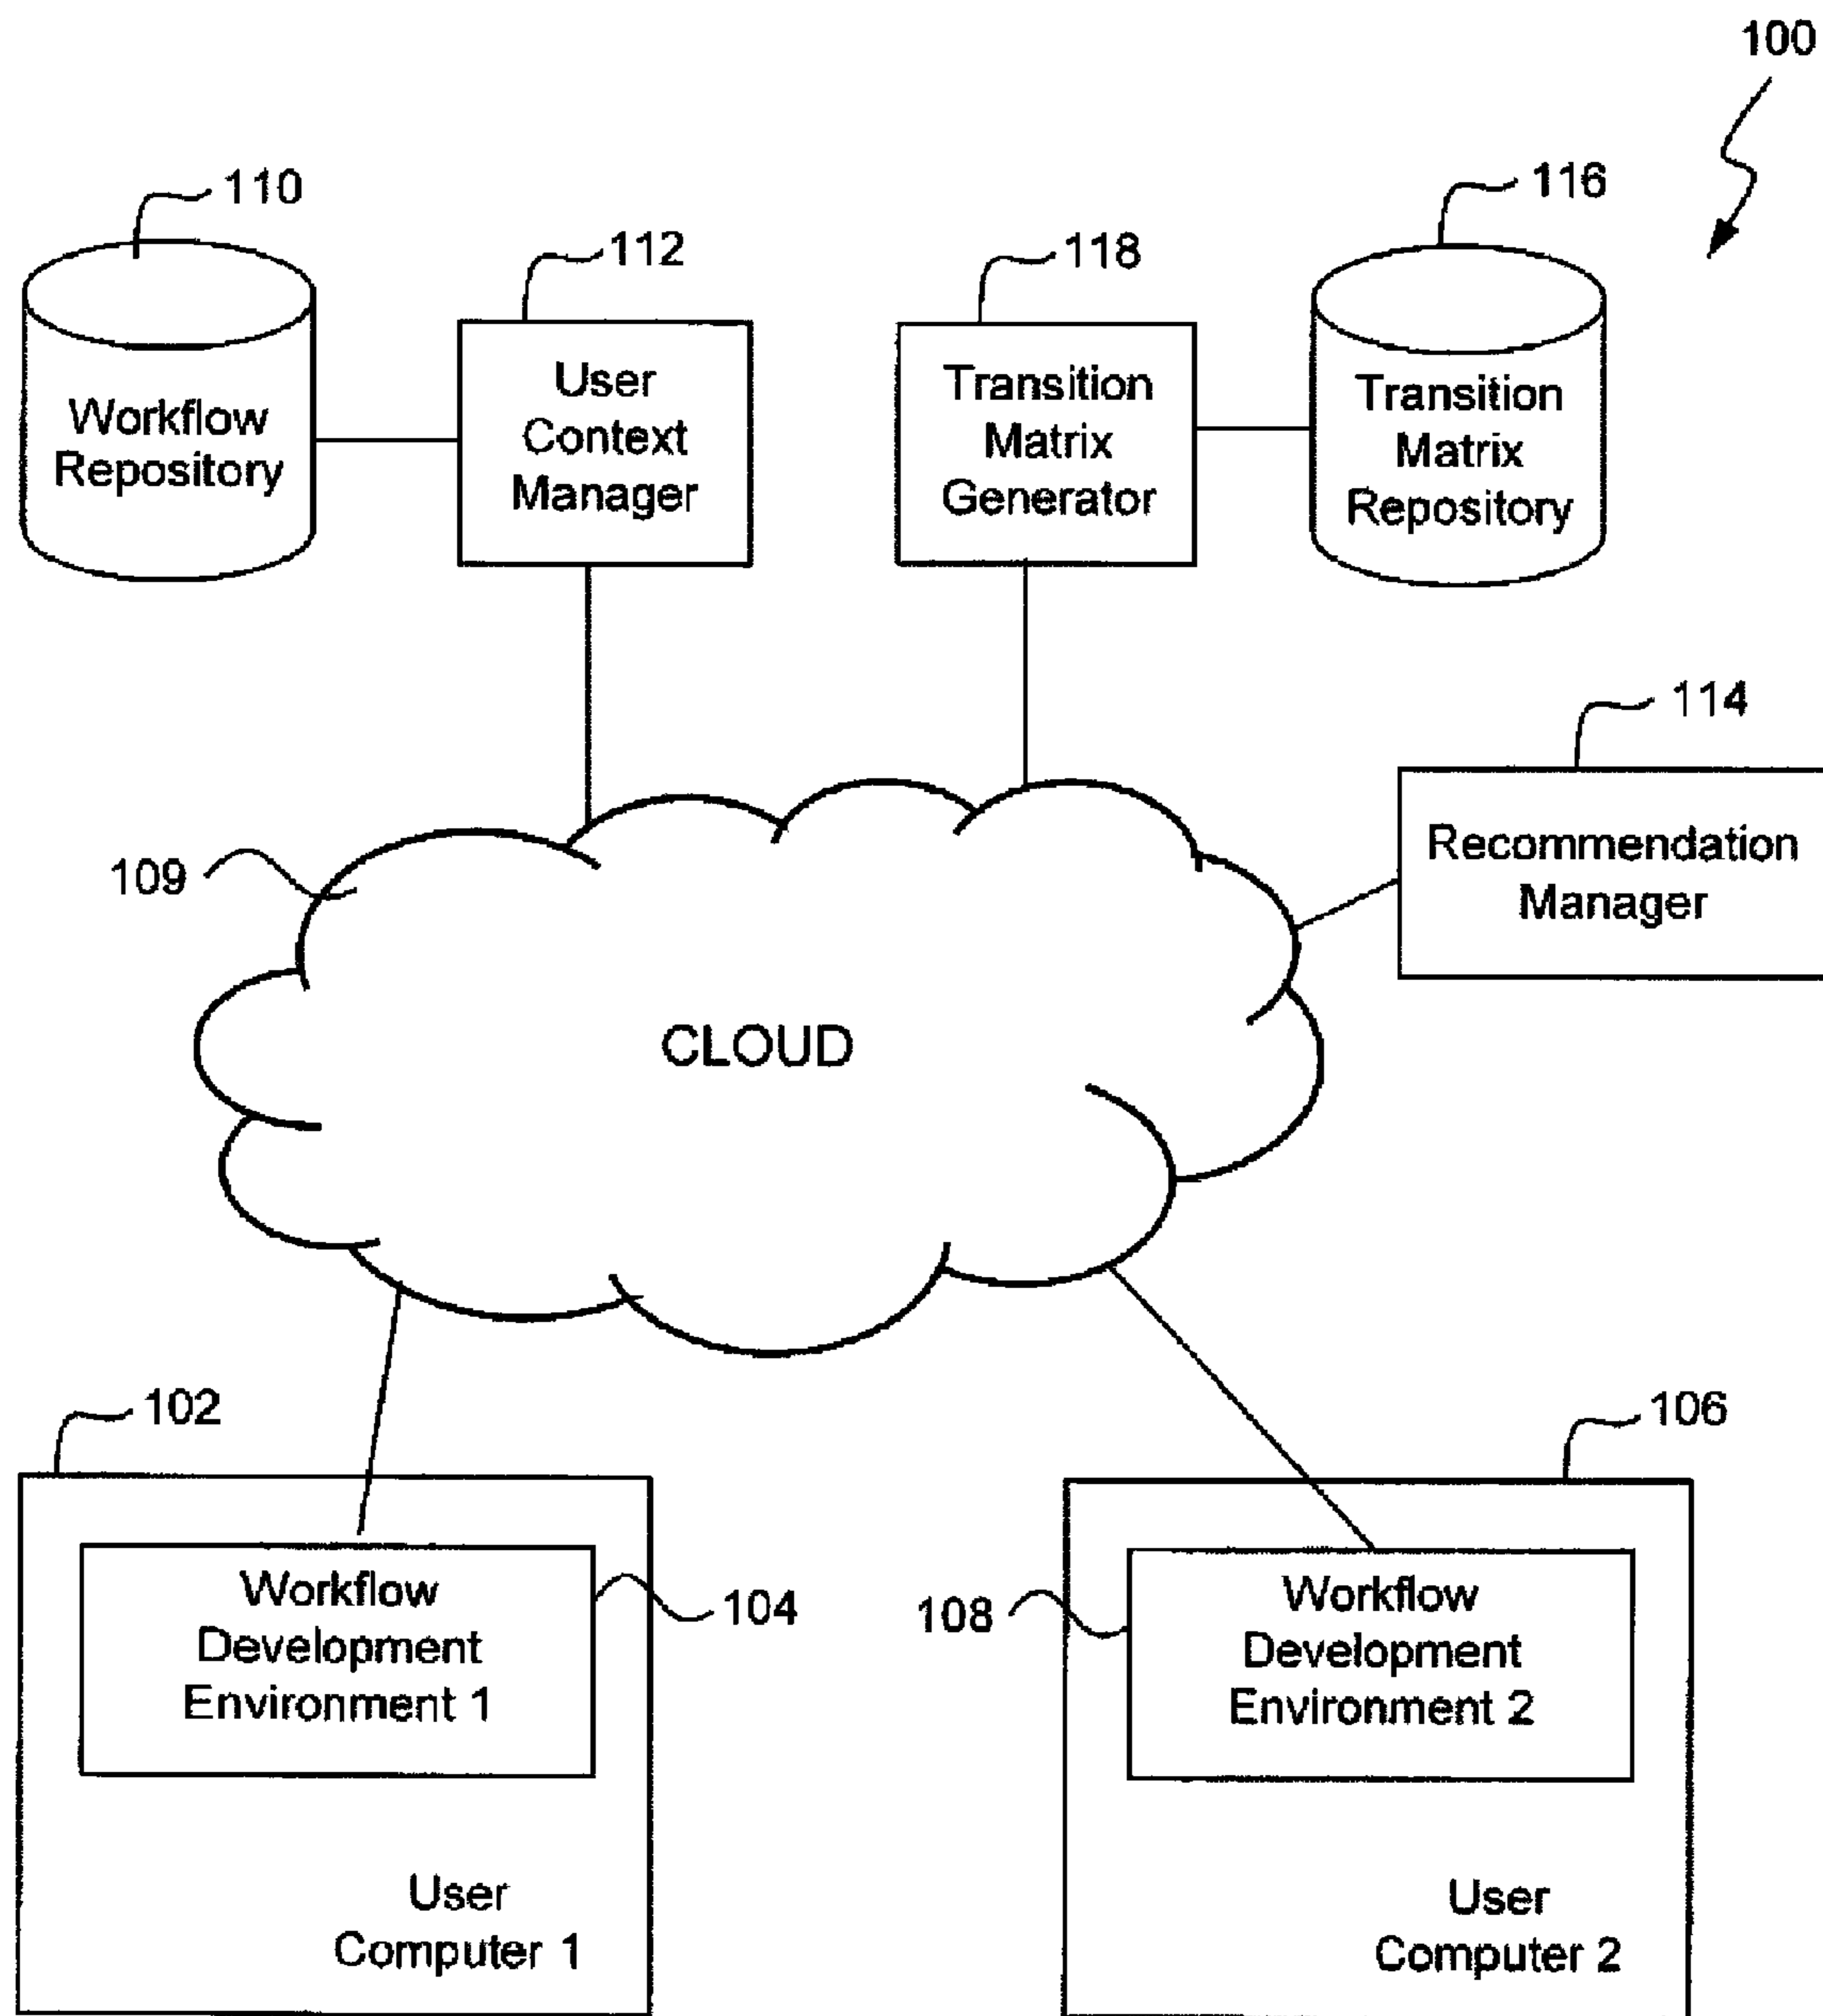 100
110
112
118
116
Workflow
Repository
User
Context
Manager
Transition
Matrix
Generator
Transition
Matrix
Repository
114
Recommendation
Manager
109
CLOUD
102
106
Workflow
Development
Environment 1
104
108
Workflow
Development
Environment 2
User
Computer 1
User
Computer 2